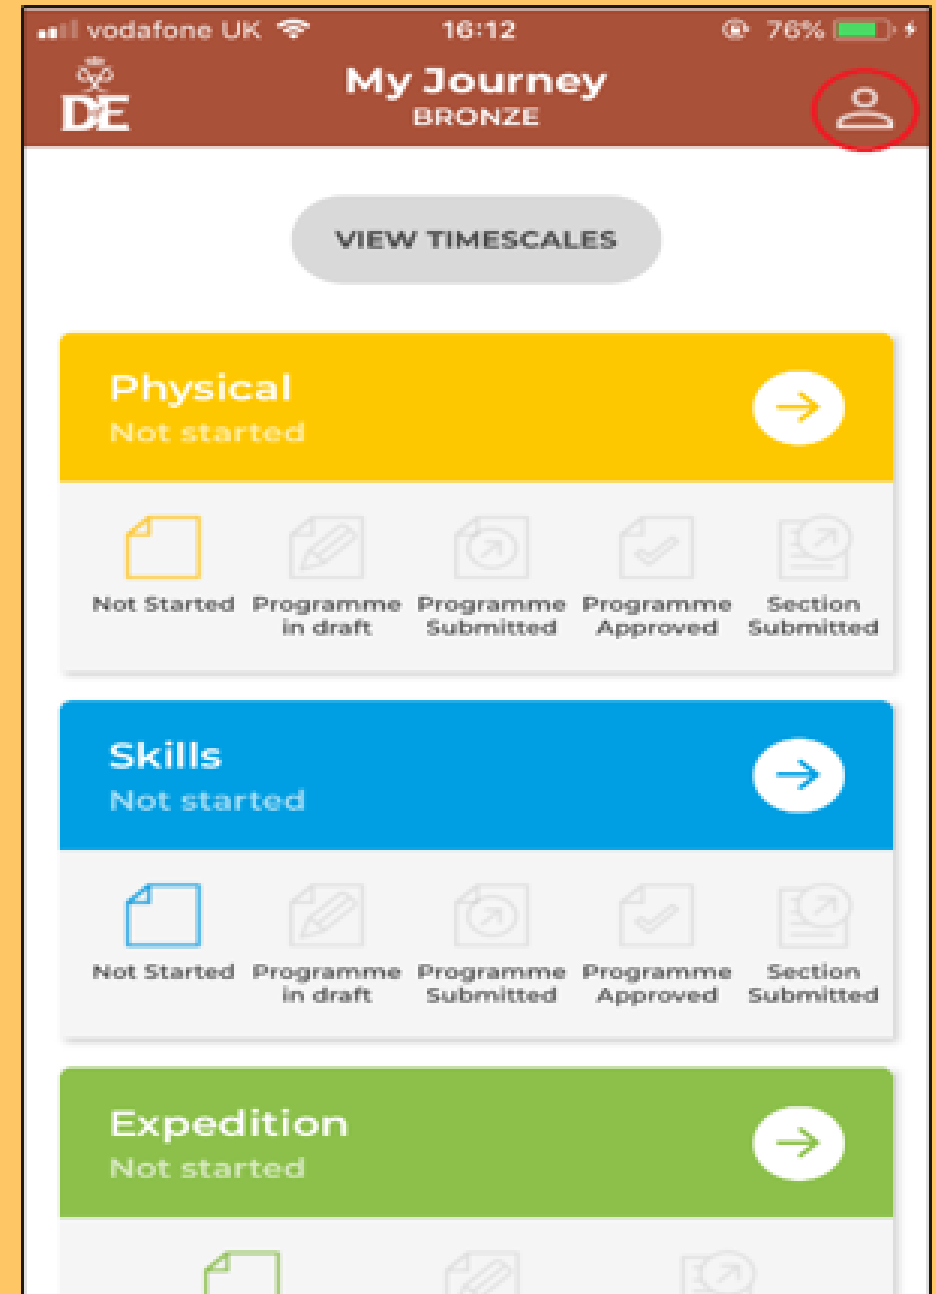 vodafone UK 16:12 76%
DE
My Journey
BRONZE
VIEW TIMESCALES
Physical
Not started
Not Started Programme in draft Programme Submitted Programme Approved Section Submitted
Skills
Not started
Not Started Programme in draft Programme Submitted Programme Approved Section Submitted
Expedition
Not started